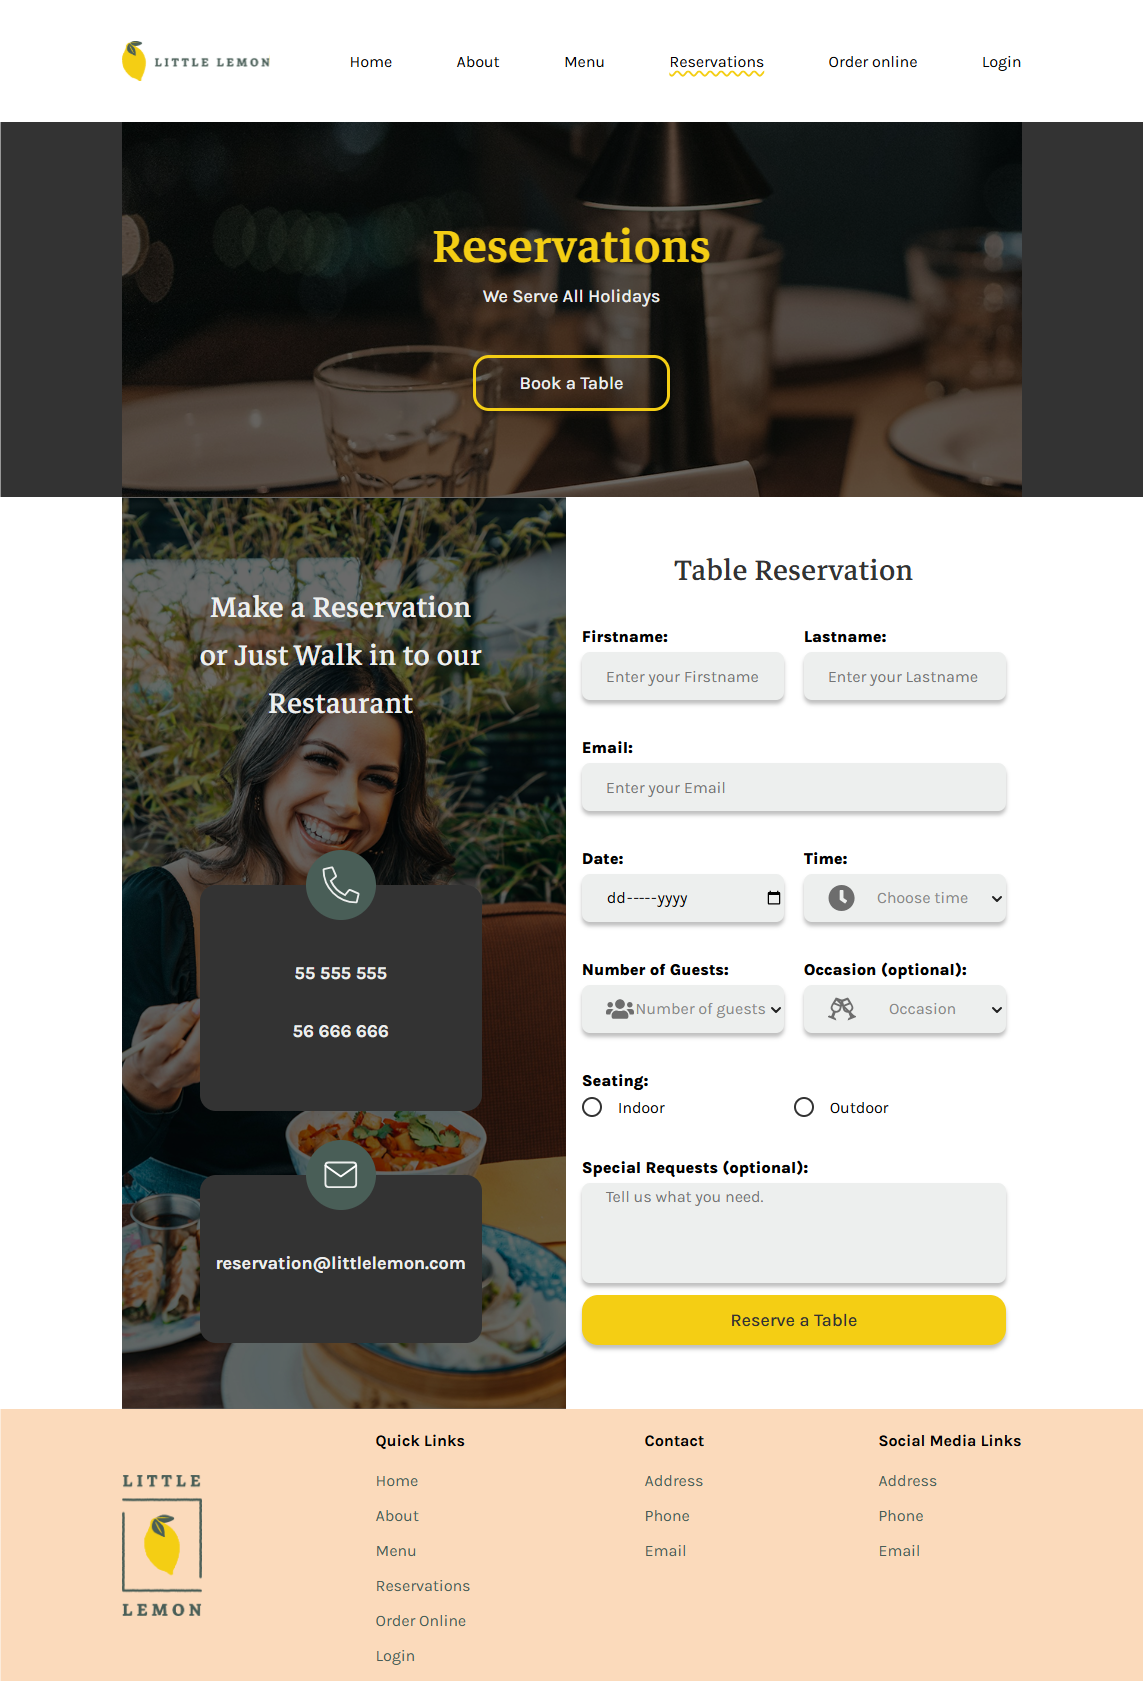 LITTLE LEMON
Home About Menu Reservations Order online Login
Reservations
We Serve All Holidays
Book a Table
Make a Reservation
or Just Walk in to our
Restaurant
55 555 555
56 666 666
reservation@littlelemon.com
Table Reservation
Firstname: Lastname:
Enter your Firstname Enter your Lastname
Email:
Enter your Email
Date: Time:
dd-----yyyy Choose time
Number of Guests: Occasion (optional):
Number of guests Occasion
Seating:
Indoor Outdoor
Special Requests (optional):
Tell us what you need.
Reserve a Table
LITTLE
LEMON
Quick Links
Home
About
Menu
Reservations
Order Online
Login
Contact
Address
Phone
Email
Social Media Links
Address
Phone
Email